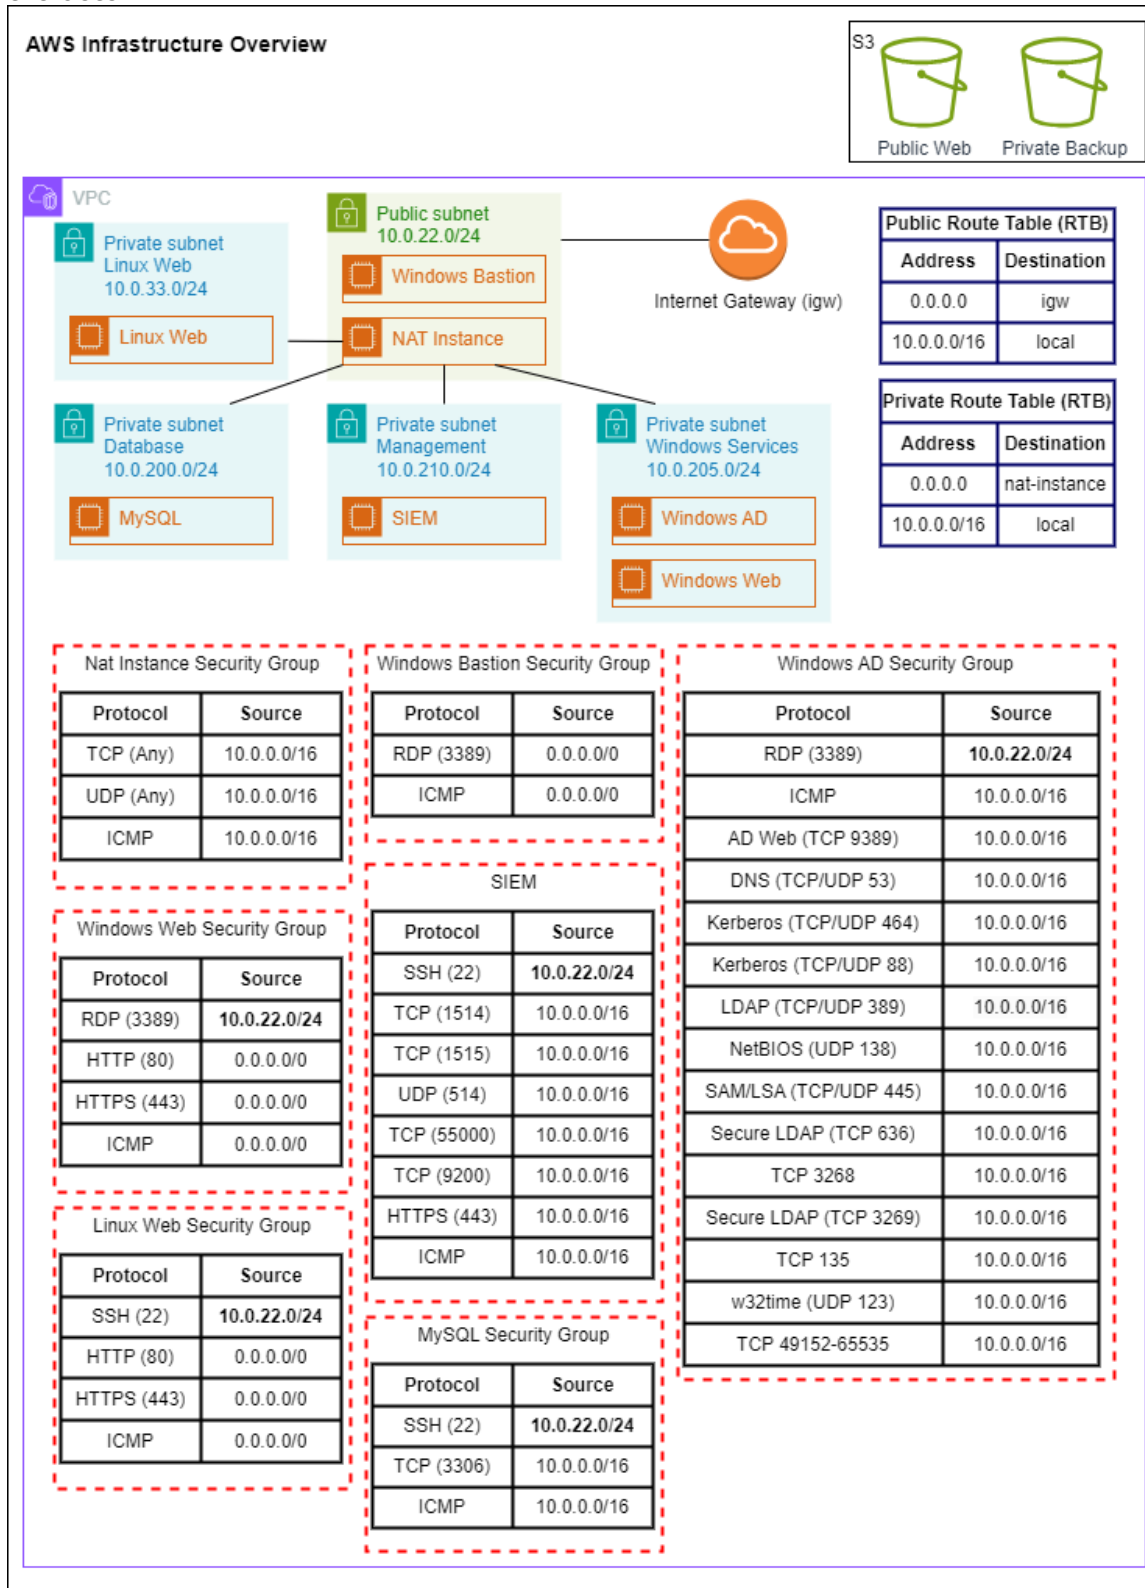 AWS Infrastructure Overview
S3
Public Web
Private Backup
VPC
Private subnet
Linux Web
10.0.33.0/24
Linux Web
Public subnet
10.0.22.0/24
Windows Bastion
NAT Instance
Internet Gateway (igw)
Public Route Table (RTB)
Address Destination
0.0.0.0 igw
10.0.0.0/16 local
Private Route Table (RTB)
Address Destination
0.0.0.0 nat-instance
10.0.0.0/16 local
Private subnet
Database
10.0.200.0/24
MySQL
Private subnet
Management
10.0.210.0/24
SIEM
Private subnet
Windows Services
10.0.205.0/24
Windows AD
Windows Web
Nat Instance Security Group
Protocol Source
TCP (Any) 10.0.0.0/16
UDP (Any) 10.0.0.0/16
ICMP 10.0.0.0/16
Windows Web Security Group
Protocol Source
RDP (3389) 10.0.22.0/24
HTTP (80) 0.0.0.0/0
HTTPS (443) 0.0.0.0/0
ICMP 0.0.0.0/0
Linux Web Security Group
Protocol Source
SSH (22) 10.0.22.0/24
HTTP (80) 0.0.0.0/0
HTTPS (443) 0.0.0.0/0
ICMP 0.0.0.0/0
Windows Bastion Security Group
Protocol Source
RDP (3389) 0.0.0.0/0
ICMP 0.0.0.0/0
SIEM
Protocol Source
SSH (22) 10.0.22.0/24
TCP (1514) 10.0.0.0/16
TCP (1515) 10.0.0.0/16
UDP (514) 10.0.0.0/16
TCP (55000) 10.0.0.0/16
TCP (9200) 10.0.0.0/16
HTTPS (443) 10.0.0.0/16
ICMP 10.0.0.0/16
MySQL Security Group
Protocol Source
SSH (22) 10.0.22.0/24
TCP (3306) 10.0.0.0/16
ICMP 10.0.0.0/16
Windows AD Security Group
Protocol Source
RDP (3389) 10.0.22.0/24
ICMP 10.0.0.0/16
AD Web (TCP 9389) 10.0.0.0/16
DNS (TCP/UDP 53) 10.0.0.0/16
Kerberos (TCP/UDP 464) 10.0.0.0/16
Kerberos (TCP/UDP 88) 10.0.0.0/16
LDAP (TCP/UDP 389) 10.0.0.0/16
NetBIOS (UDP 138) 10.0.0.0/16
SAM/LSA (TCP/UDP 445) 10.0.0.0/16
Secure LDAP (TCP 636) 10.0.0.0/16
TCP 3268 10.0.0.0/16
Secure LDAP (TCP 3269) 10.0.0.0/16
TCP 135 10.0.0.0/16
w32time (UDP 123) 10.0.0.0/16
TCP 49152-65535 10.0.0.0/16